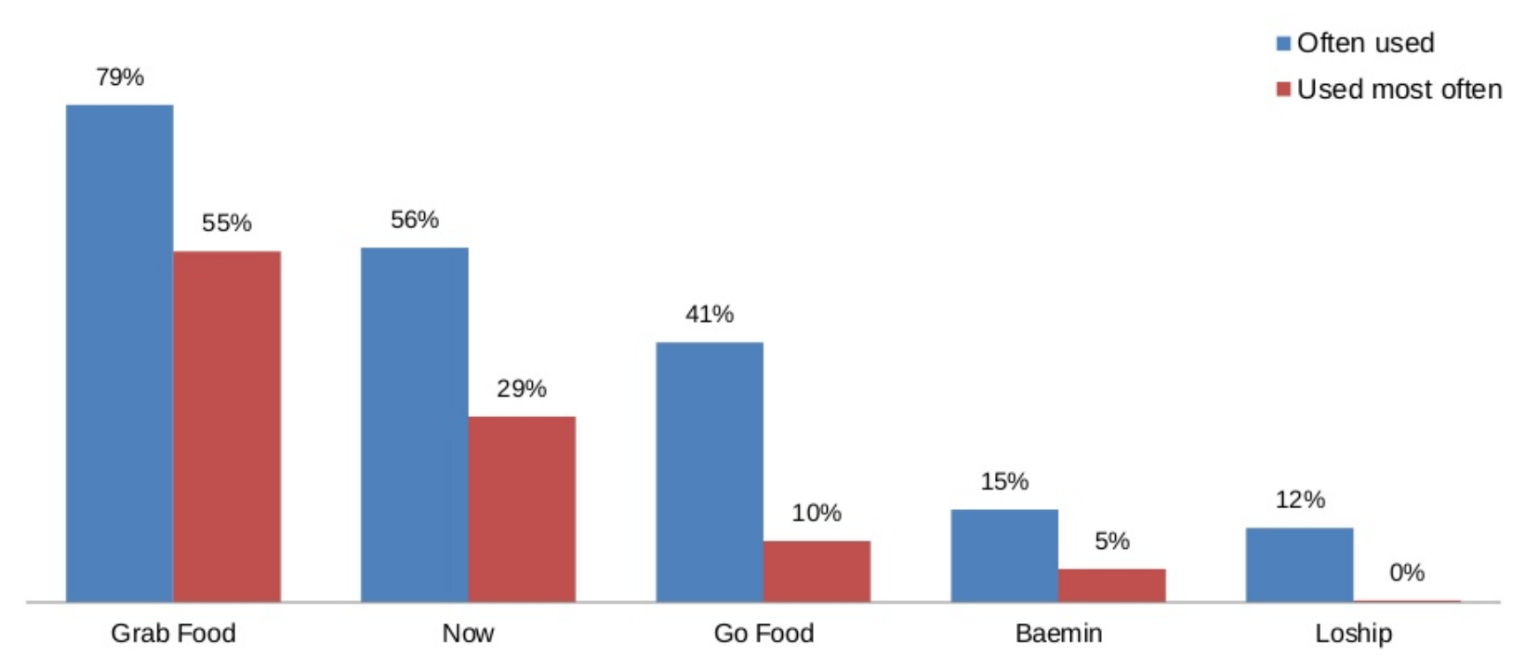 Often used
Used most often
79%
55%
56%
29%
41%
10%
15%
5%
12%
0%
Grab Food
Now
Go Food
Baemin
Loship